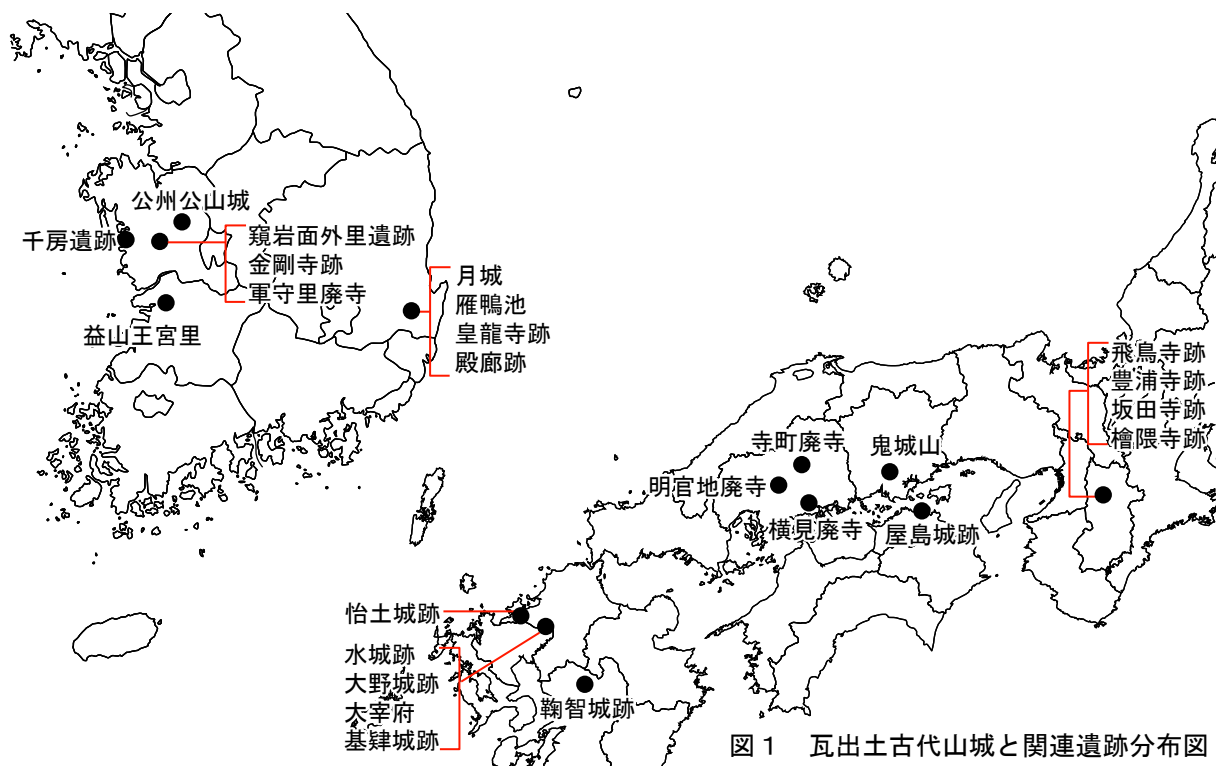 公州公山城
千房遺跡
窺岩面外里遺跡
金剛寺跡
軍守里廃寺
益山王宮里
月城
雁鴨池
皇龍寺跡
殿廊跡
飛鳥寺跡
豊浦寺跡
坂田寺跡
檜隈寺跡
寺町廃寺
鬼城山
明官地廃寺
横見廃寺
屋島城跡
怡土城跡
水城跡
大野城跡
大宰府
基肄城跡
鞠智城跡
図1 瓦出土古代山城と関連遺跡分布図